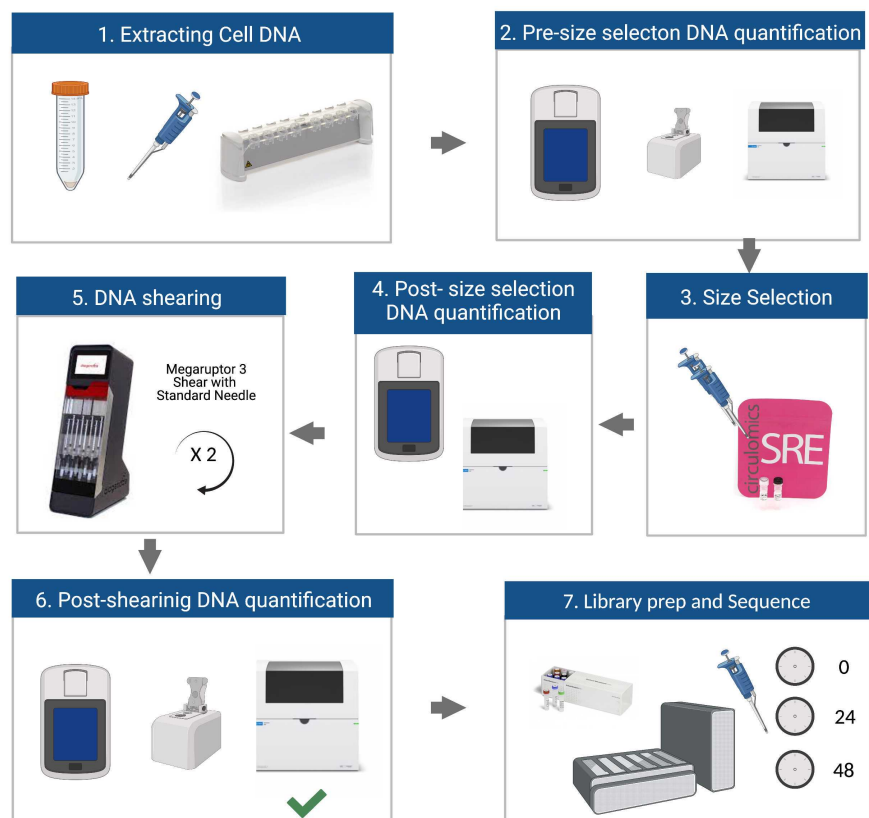 1. Extracting Cell DNA
2. Pre-size selecton DNA quantification
3. Size Selection
circulomics
SRE
4. Post- size selection
DNA quantification
5. DNA shearing
Megaruptor 3
Shear with
Standard Needle
X 2
6. Post-shearinig DNA quantification
7. Library prep and Sequence
0
24
48